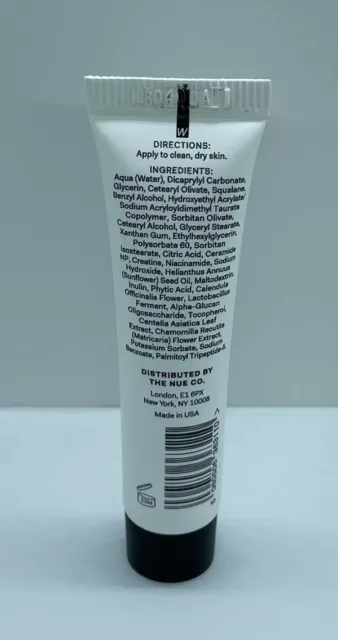 W
DIRECTIONS:
Apply to clean, dry skin.
INGREDIENTS:
Aqua (Water), Dicaprylyl Carbonate,
Glycerin, Cetearyl Olivate, Squalane,
Benzyl Alcohol, Hydroxyethyl Acrylate/
Sodium Acryloyldimethyl Taurate
Copolymer, Sorbitan Olivate,
Cetearyl Alcohol, Glyceryl Stearate,
Xanthan Gum, Ethylhexylglycerin,
Polysorbate 60, Sorbitan
Isostearate, Citric Acid, Ceramide
NP, Creatine, Niacinamide, Sodium
Hydroxide, Helianthus Annuus
(Sunflower) Seed Oil, Maltodextrin,
Inulin, Phytic Acid, Calendula
Officinalis Flower, Lactobacillus
Ferment, Alpha-Glucan
Oligosaccharide, Tocopherol,
Centella Asiatica Leaf
Extract, Chamomilla Recutita
(Matricaria) Flower Extract,
Potassium Sorbate, Sodium
Benzoate, Palmitoyl Tripeptide-5.
DISTRIBUTED BY
THE NUE CO.
London, E1 6PX
New York, NY 10008
Made in USA